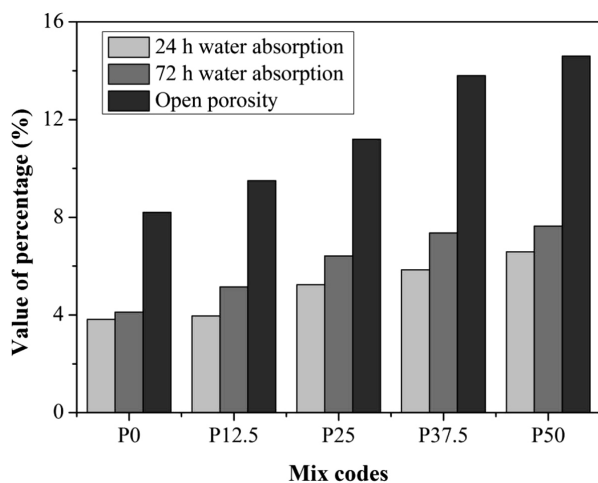 16
12
8
4
0
Value of percentage (%)
24 h water absorption
72 h water absorption
Open porosity
P0 P12.5 P25 P37.5 P50
Mix codes